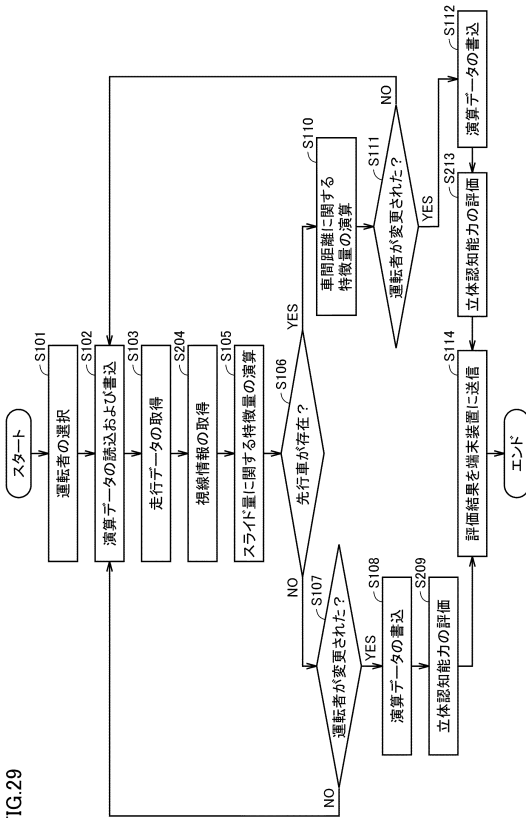 FIG.29
スタート
S101
運転者の選択
S102
演算データの読込および書込
S103
走行データの取得
S204
視線情報の取得
S105
スライド量に関する特徴量の演算
S106
先行車が存在?
NO
YES
S107
運転者が変更された?
NO
YES
S108
演算データの書込
S209
立体認知能力の評価
S110
車間距離に関する
特徴量の演算
S111
運転者が変更された?
NO
YES
S112
演算データの書込
S213
立体認知能力の評価
S114
評価結果を端末装置に送信
エンド